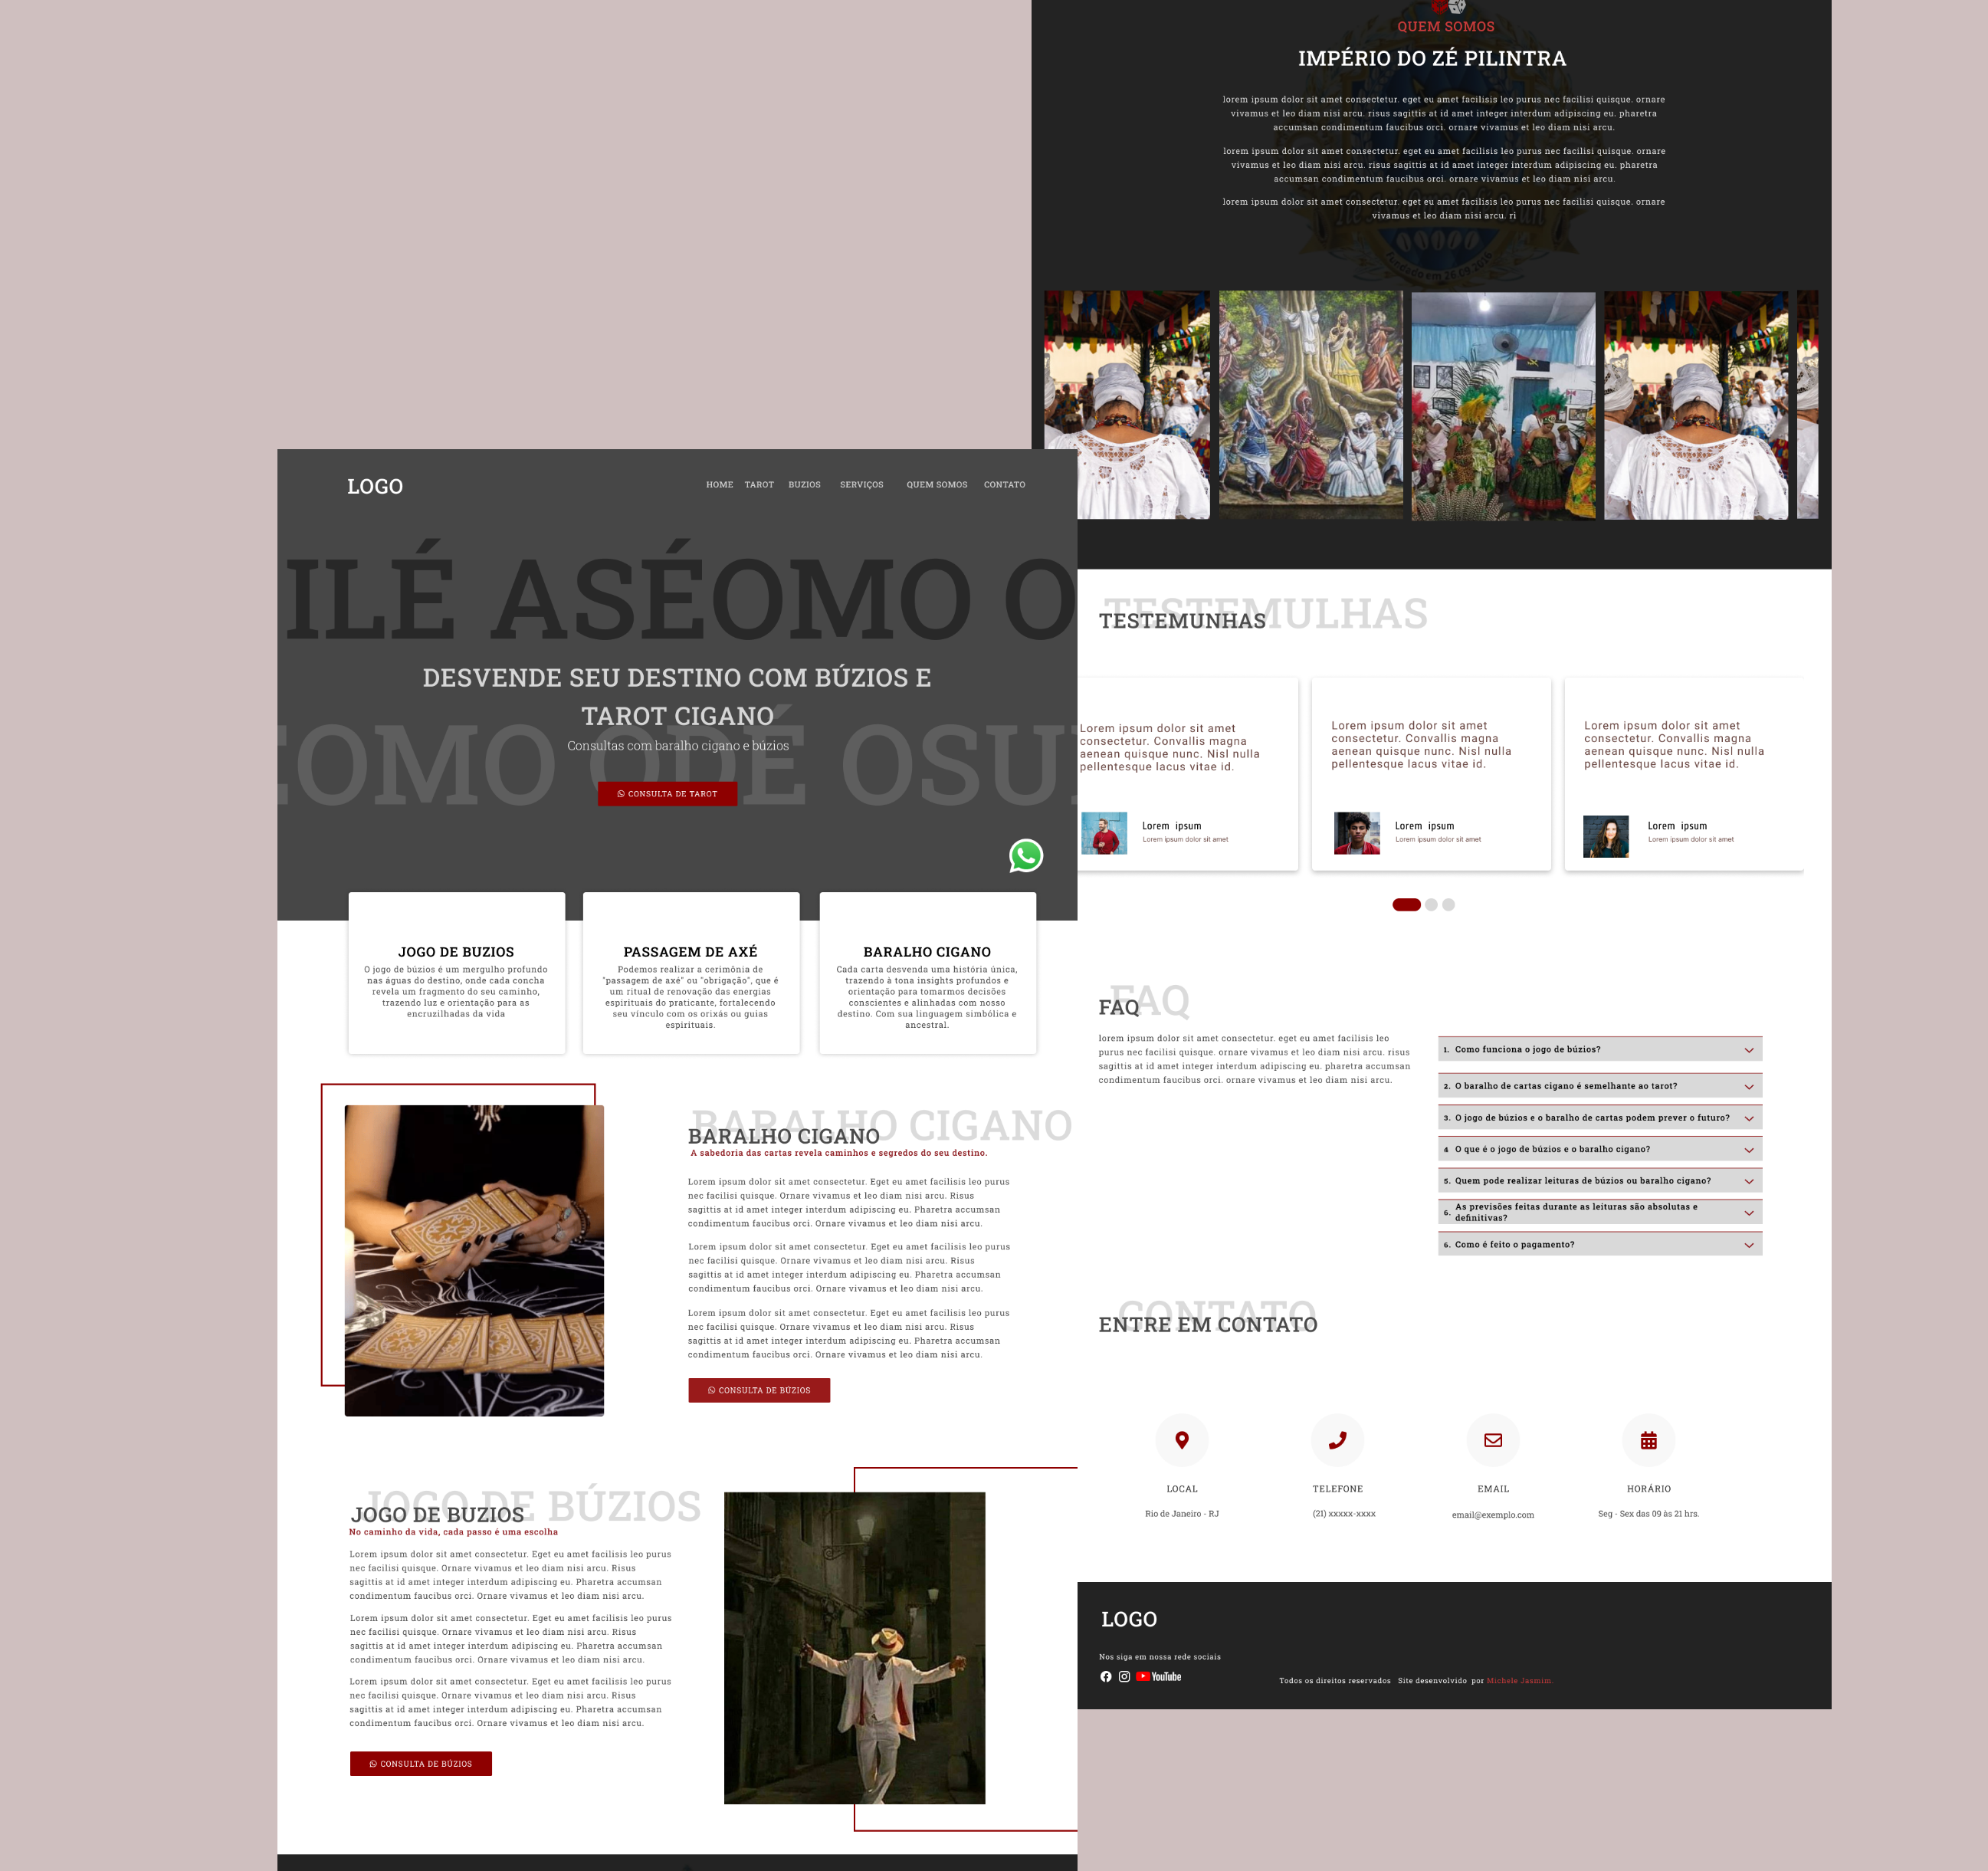 LOGO
HOME TAROT BUZIOS SERVIÇOS QUEM SOMOS CONTATO
ILÉ ASÉOMO O
DESVENDE SEU DESTINO COM BÚZIOS E
TAROT CIGANO
OMO ODÉ OSU
Consultas com baralho cigano e búzios
CONSULTA DE TAROT
JOGO DE BUZIOS
O jogo de búzios é um mergulho profundo
nas águas do destino, onde cada concha
revela um fragmento do seu caminho,
trazendo luz e orientação para as
encruzilhadas da vida
PASSAGEM DE AXÉ
Podemos realizar a cerimônia de
"passagem de axé" ou "obrigação", que é
um ritual de renovação das energias
espirituais do praticante, fortalecendo
seu vínculo com os orixás ou guias
espirituais.
BARALHO CIGANO
Cada carta desvenda uma história única,
trazendo à tona insights profundos e
orientação para tomarmos decisões
conscientes e alinhadas com nosso
destino. Com sua linguagem simbólica e
ancestral.
BARALHO CIGANO
BARALHO CIGANO
A sabedoria das cartas revela caminhos e segredos do seu destino.
Lorem ipsum dolor sit amet consectetur. Eget eu amet facilisis leo purus
nec facilisi quisque. Ornare vivamus et leo diam nisi arcu. Risus
sagittis at id amet integer interdum adipiscing eu. Pharetra accumsan
condimentum faucibus orci. Ornare vivamus et leo diam nisi arcu.
Lorem ipsum dolor sit amet consectetur. Eget eu amet facilisis leo purus
nec facilisi quisque. Ornare vivamus et leo diam nisi arcu. Risus
sagittis at id amet integer interdum adipiscing eu. Pharetra accumsan
condimentum faucibus orci. Ornare vivamus et leo diam nisi arcu.
Lorem ipsum dolor sit amet consectetur. Eget eu amet facilisis leo purus
nec facilisi quisque. Ornare vivamus et leo diam nisi arcu. Risus
sagittis at id amet integer interdum adipiscing eu. Pharetra accumsan
condimentum faucibus orci. Ornare vivamus et leo diam nisi arcu.
CONSULTA DE BÚZIOS
JOGO DE BÚZIOS
JOGO DE BUZIOS
No caminho da vida, cada passo é uma escolha
Lorem ipsum dolor sit amet consectetur. Eget eu amet facilisis leo purus
nec facilisi quisque. Ornare vivamus et leo diam nisi arcu. Risus
sagittis at id amet integer interdum adipiscing eu. Pharetra accumsan
condimentum faucibus orci. Ornare vivamus et leo diam nisi arcu.
Lorem ipsum dolor sit amet consectetur. Eget eu amet facilisis leo purus
nec facilisi quisque. Ornare vivamus et leo diam nisi arcu. Risus
sagittis at id amet integer interdum adipiscing eu. Pharetra accumsan
condimentum faucibus orci. Ornare vivamus et leo diam nisi arcu.
Lorem ipsum dolor sit amet consectetur. Eget eu amet facilisis leo purus
nec facilisi quisque. Ornare vivamus et leo diam nisi arcu. Risus
sagittis at id amet integer interdum adipiscing eu. Pharetra accumsan
condimentum faucibus orci. Ornare vivamus et leo diam nisi arcu.
CONSULTA DE BÚZIOS
QUEM SOMOS
IMPÉRIO DO ZÉ PILINTRA
lorem ipsum dolor sit amet consectetur. eget eu amet facilisis leo purus nec facilisi quisque. ornare
vivamus et leo diam nisi arcu. risus sagittis at id amet integer interdum adipiscing eu. pharetra
accumsan condimentum faucibus orci. ornare vivamus et leo diam nisi arcu.
lorem ipsum dolor sit amet consectetur. eget eu amet facilisis leo purus nec facilisi quisque. ornare
vivamus et leo diam nisi arcu. risus sagittis at id amet integer interdum adipiscing eu. pharetra
accumsan condimentum faucibus orci. ornare vivamus et leo diam nisi arcu.
lorem ipsum dolor sit amet consectetur. eget eu amet facilisis leo purus nec facilisi quisque. ornare
vivamus et leo diam nisi arcu. ri
fundado em 26.09.2016
TESTEMULHAS
TESTEMUNHAS
Lorem ipsum dolor sit amet
consectetur. Convallis magna
aenean quisque nunc. Nisl nulla
pellentesque lacus vitae id.
Lorem ipsum
Lorem ipsum dolor sit amet
Lorem ipsum dolor sit amet
consectetur. Convallis magna
aenean quisque nunc. Nisl nulla
pellentesque lacus vitae id.
Lorem ipsum
Lorem ipsum dolor sit amet
Lorem ipsum dolor sit amet
consectetur. Convallis magna
aenean quisque nunc. Nisl nulla
pellentesque lacus vitae id.
Lorem ipsum
Lorem ipsum dolor sit amet
FAQ
FAQ
lorem ipsum dolor sit amet consectetur. eget eu amet facilisis leo
purus nec facilisi quisque. ornare vivamus et leo diam nisi arcu. risus
sagittis at id amet integer interdum adipiscing eu. pharetra accumsan
condimentum faucibus orci. ornare vivamus et leo diam nisi arcu.
1. Como funciona o jogo de búzios?
2. O baralho de cartas cigano é semelhante ao tarot?
3. O jogo de búzios e o baralho de cartas podem prever o futuro?
4 O que é o jogo de búzios e o baralho cigano?
5. Quem pode realizar leituras de búzios ou baralho cigano?
6. As previsões feitas durante as leituras são absolutas e
definitivas?
6. Como é feito o pagamento?
CONTATO
ENTRE EM CONTATO
LOCAL
Rio de Janeiro - RJ
TELEFONE
(21) xxxxx-xxxx
EMAIL
email@exemplo.com
HORÁRIO
Seg - Sex das 09 às 21 hrs.
LOGO
Nos siga em nossa rede sociais
YouTube
Todos os direitos reservados Site desenvolvido por Michele Jasmim.